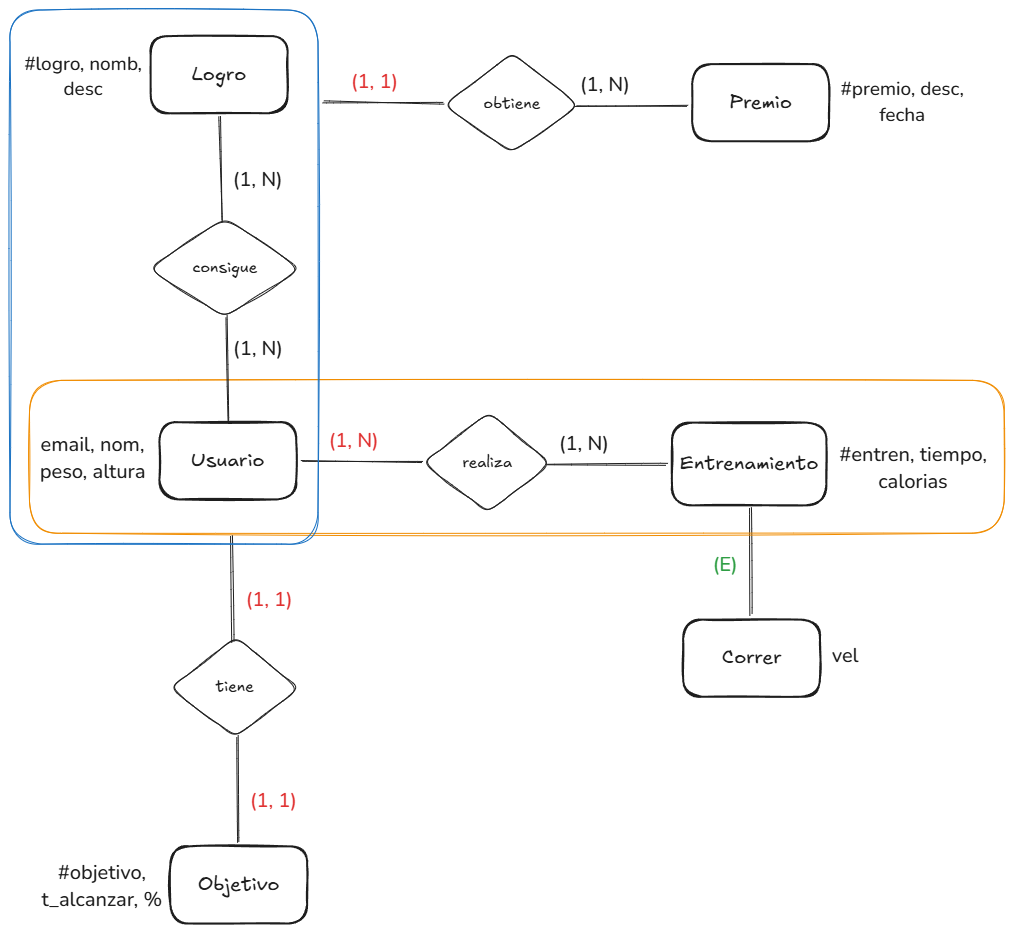 #logro, nomb,
desc
Logro
(1, 1)
obtiene
(1, N)
Premio
#premio, desc,
fecha
(1, N)
consigue
(1, N)
email, nom,
peso, altura
Usuario
(1, N)
realiza
(1, N)
Entrenamiento
#entren, tiempo,
calorias
(1, 1)
(E)
tiene
Correr
vel
(1, 1)
#objetivo,
t_alcanzar, %
Objetivo